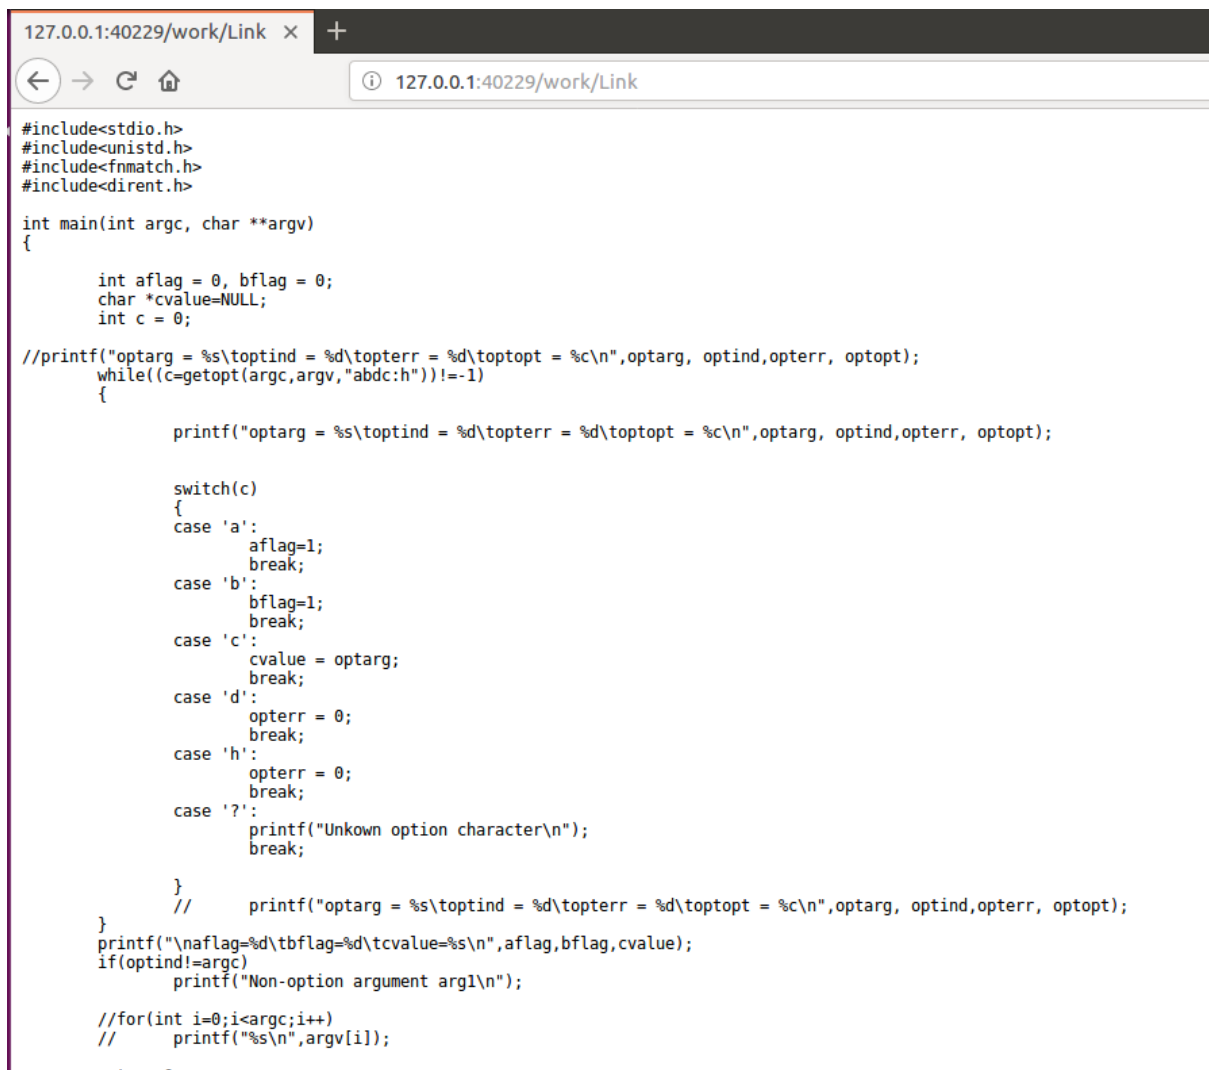 127.0.0.1:40229/work/Link × +
127.0.0.1:40229/work/Link
#include<stdio.h>
#include<unistd.h>
#include<fnmatch.h>
#include<dirent.h>

int main(int argc, char **argv)
{

        int aflag = 0, bflag = 0;
        char *cvalue=NULL;
        int c = 0;

//printf("optarg = %s\toptind = %d\topterr = %d\toptopt = %c\n",optarg, optind,opterr, optopt);
        while((c=getopt(argc,argv,"abdc:h"))!=-1)
        {

                printf("optarg = %s\toptind = %d\topterr = %d\toptopt = %c\n",optarg, optind,opterr, optopt);


                switch(c)
                {
                case 'a':
                        aflag=1;
                        break;
                case 'b':
                        bflag=1;
                        break;
                case 'c':
                        cvalue = optarg;
                        break;
                case 'd':
                        opterr = 0;
                        break;
                case 'h':
                        opterr = 0;
                        break;
                case '?':
                        printf("Unkown option character\n");
                        break;

                }
                //      printf("optarg = %s\toptind = %d\topterr = %d\toptopt = %c\n",optarg, optind,opterr, optopt);
        }
        printf("\naflag=%d\tbflag=%d\tcvalue=%s\n",aflag,bflag,cvalue);
        if(optind!=argc)
                printf("Non-option argument arg1\n");

        //for(int i=0;i<argc;i++)
        //      printf("%s\n",argv[i]);